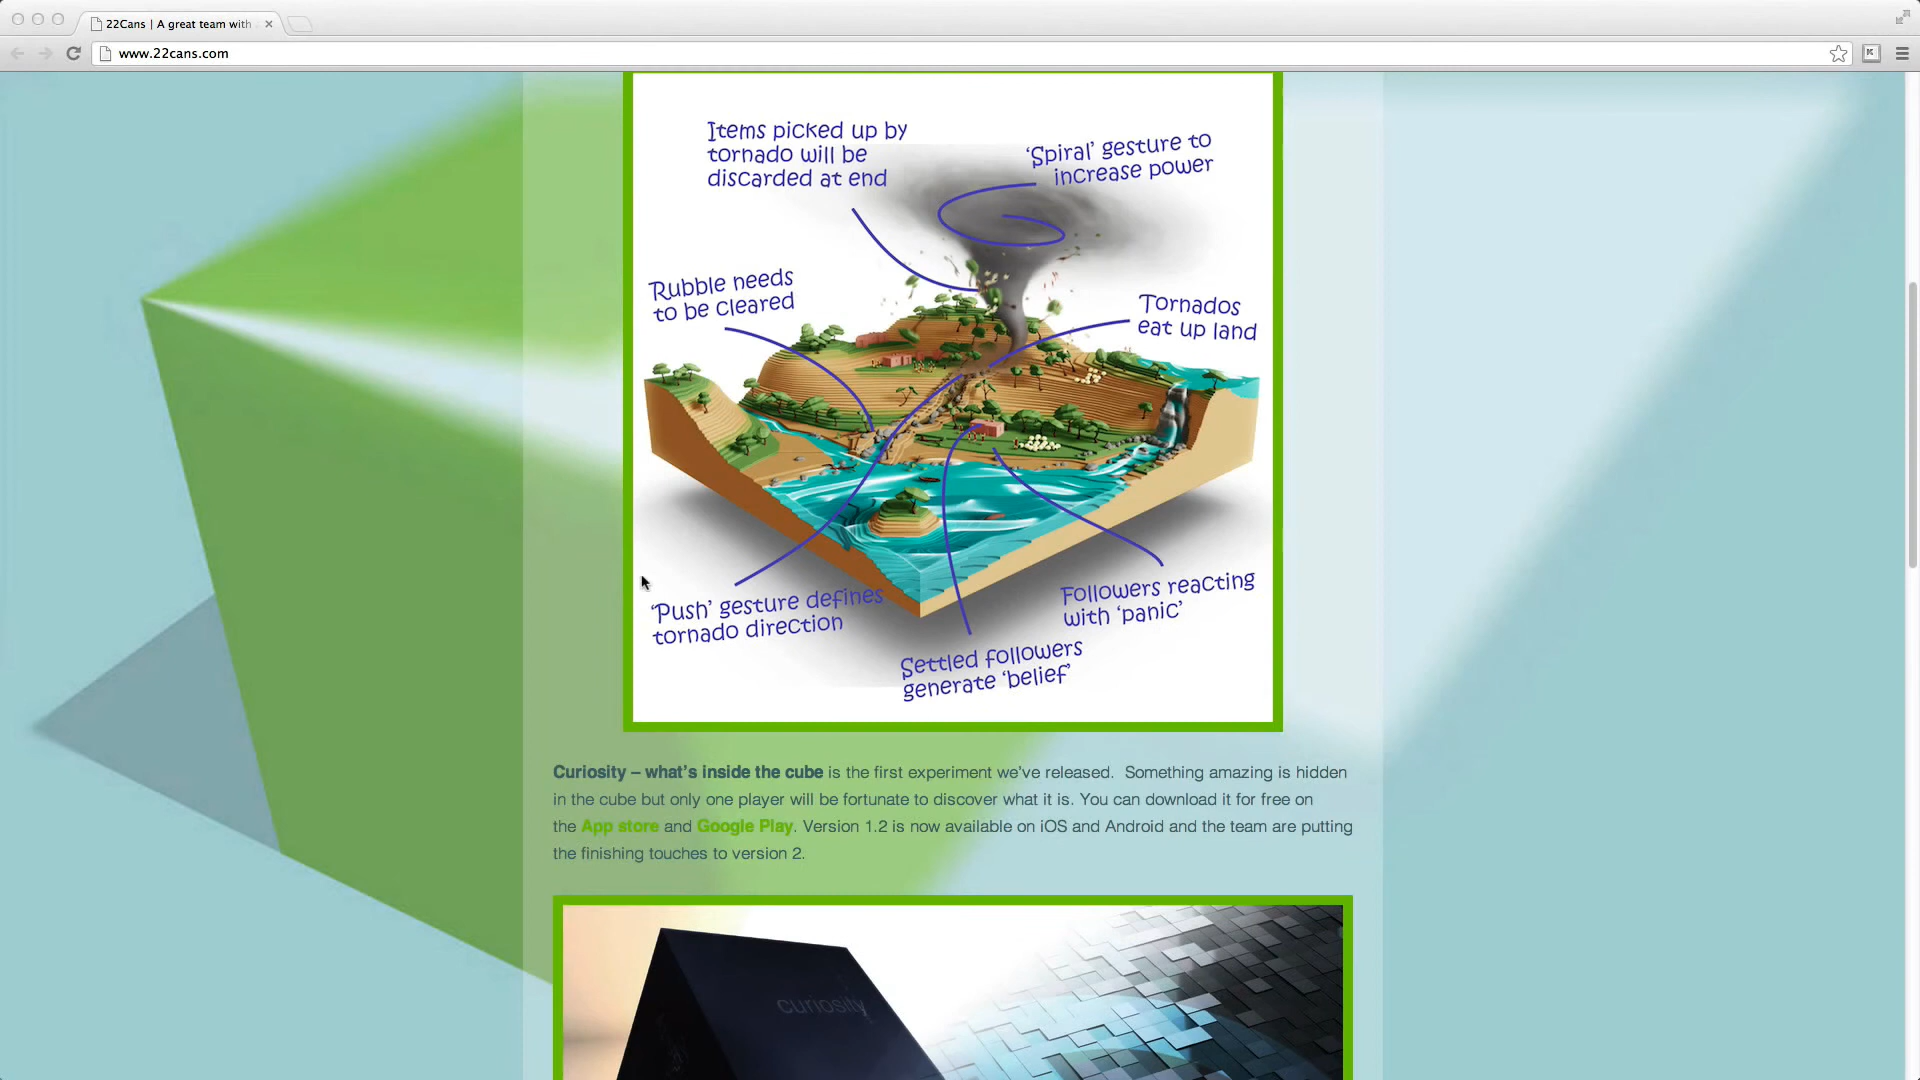 22Cans | A great team with
www.22cans.com
Items picked up by
tornado will be
discarded at end
'Spiral' gesture to
increase power
Rubble needs
to be cleared
Tornados
eat up land
'Push' gesture defines
tornado direction
Followers reacting
with 'panic'
Settled followers
generate 'belief'
Curiosity – what's inside the cube is the first experiment we've released.  Something amazing is hidden
in the cube but only one player will be fortunate to discover what it is. You can download it for free on
the App store and Google Play. Version 1.2 is now available on iOS and Android and the team are putting
the finishing touches to version 2.
curiosity